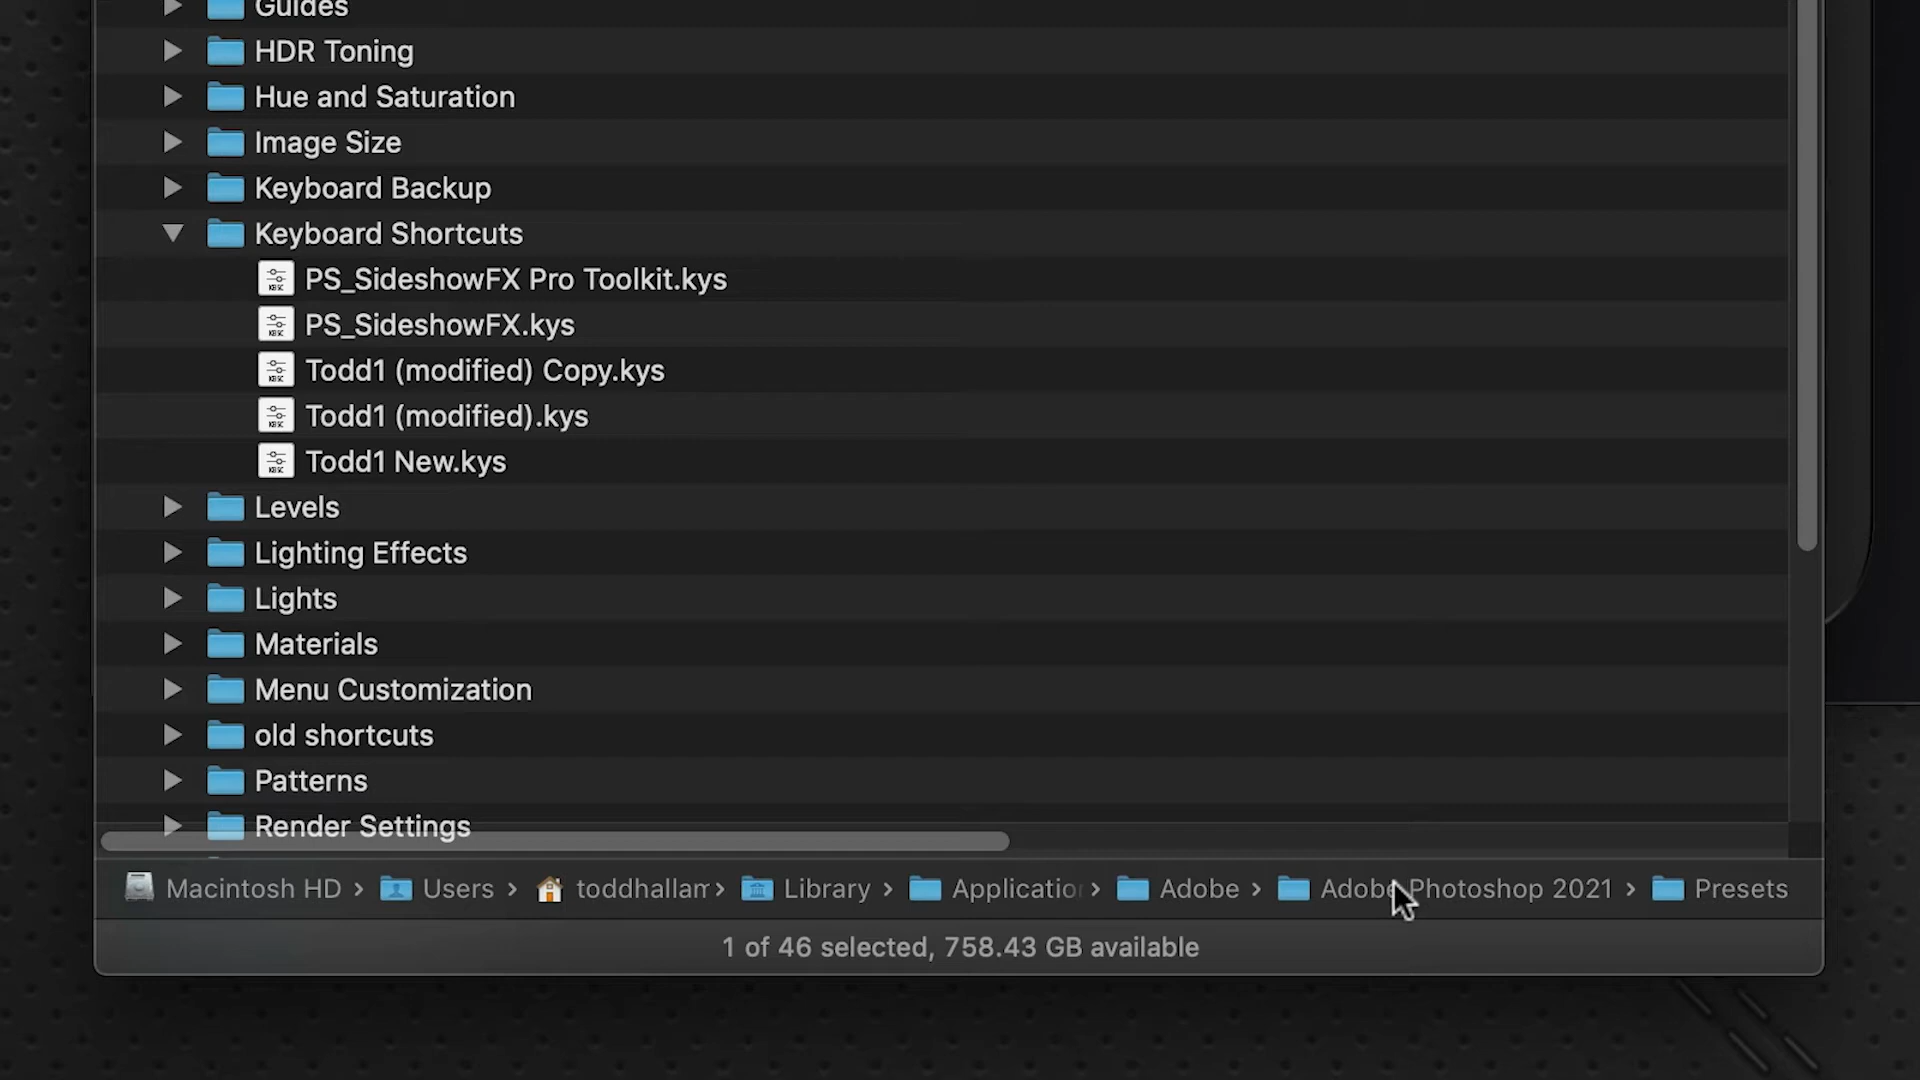 Guides
HDR Toning
Hue and Saturation
Image Size
Keyboard Backup
Keyboard Shortcuts
PS_SideshowFX Pro Toolkit.kys
PS_SideshowFX.kys
Todd1 (modified) Copy.kys
Todd1 (modified).kys
Todd1 New.kys
Levels
Lighting Effects
Lights
Materials
Menu Customization
old shortcuts
Patterns
Render Settings
Macintosh HD › Users › toddhallam› Library › Application› Adobe › Adobe Photoshop 2021 › Presets
1 of 46 selected, 758.43 GB available